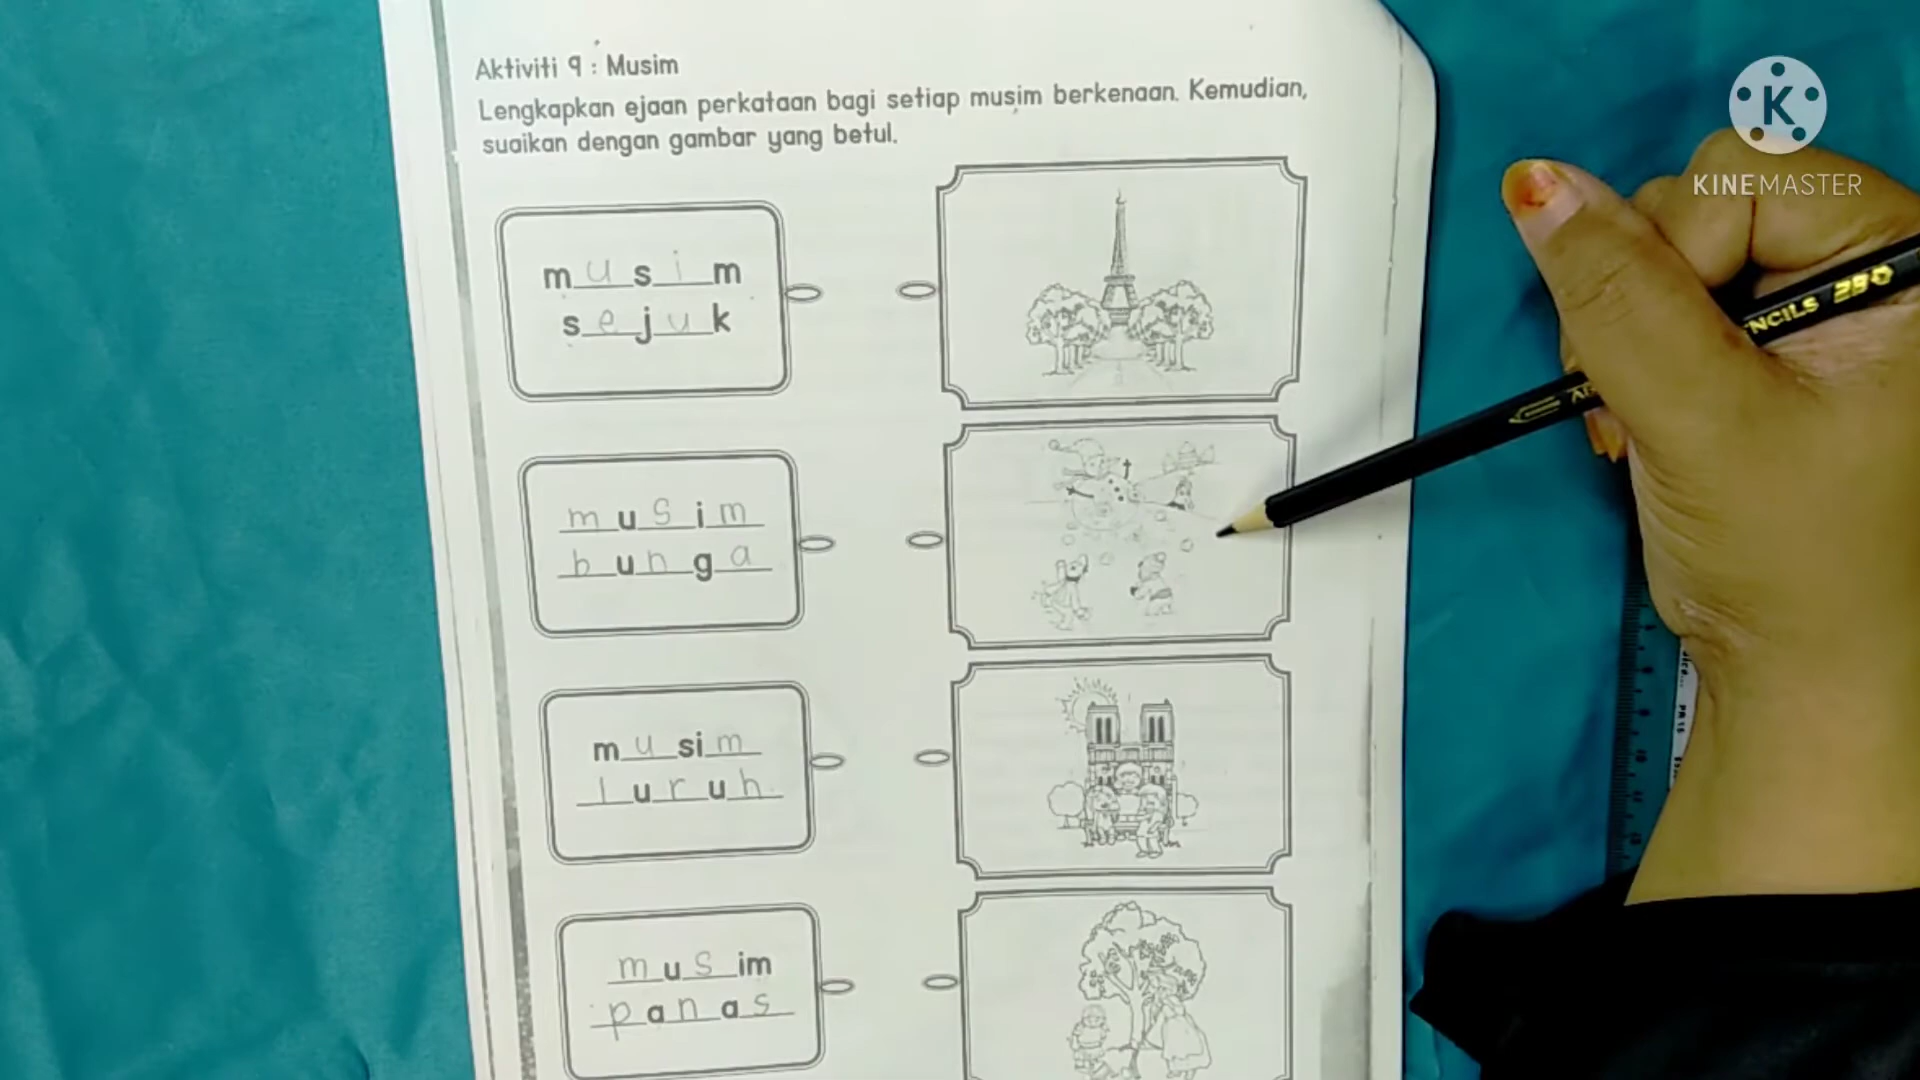 Aktiviti 9 : Musim
Lengkapkan ejaan perkataan bagi setiap musim berkenaan. Kemudian,
suaikan dengan gambar yang betul.
musim
sejuk
musim
bunga
musim
luruh
musim
panas
K
KINEMASTER
NCILS 2B